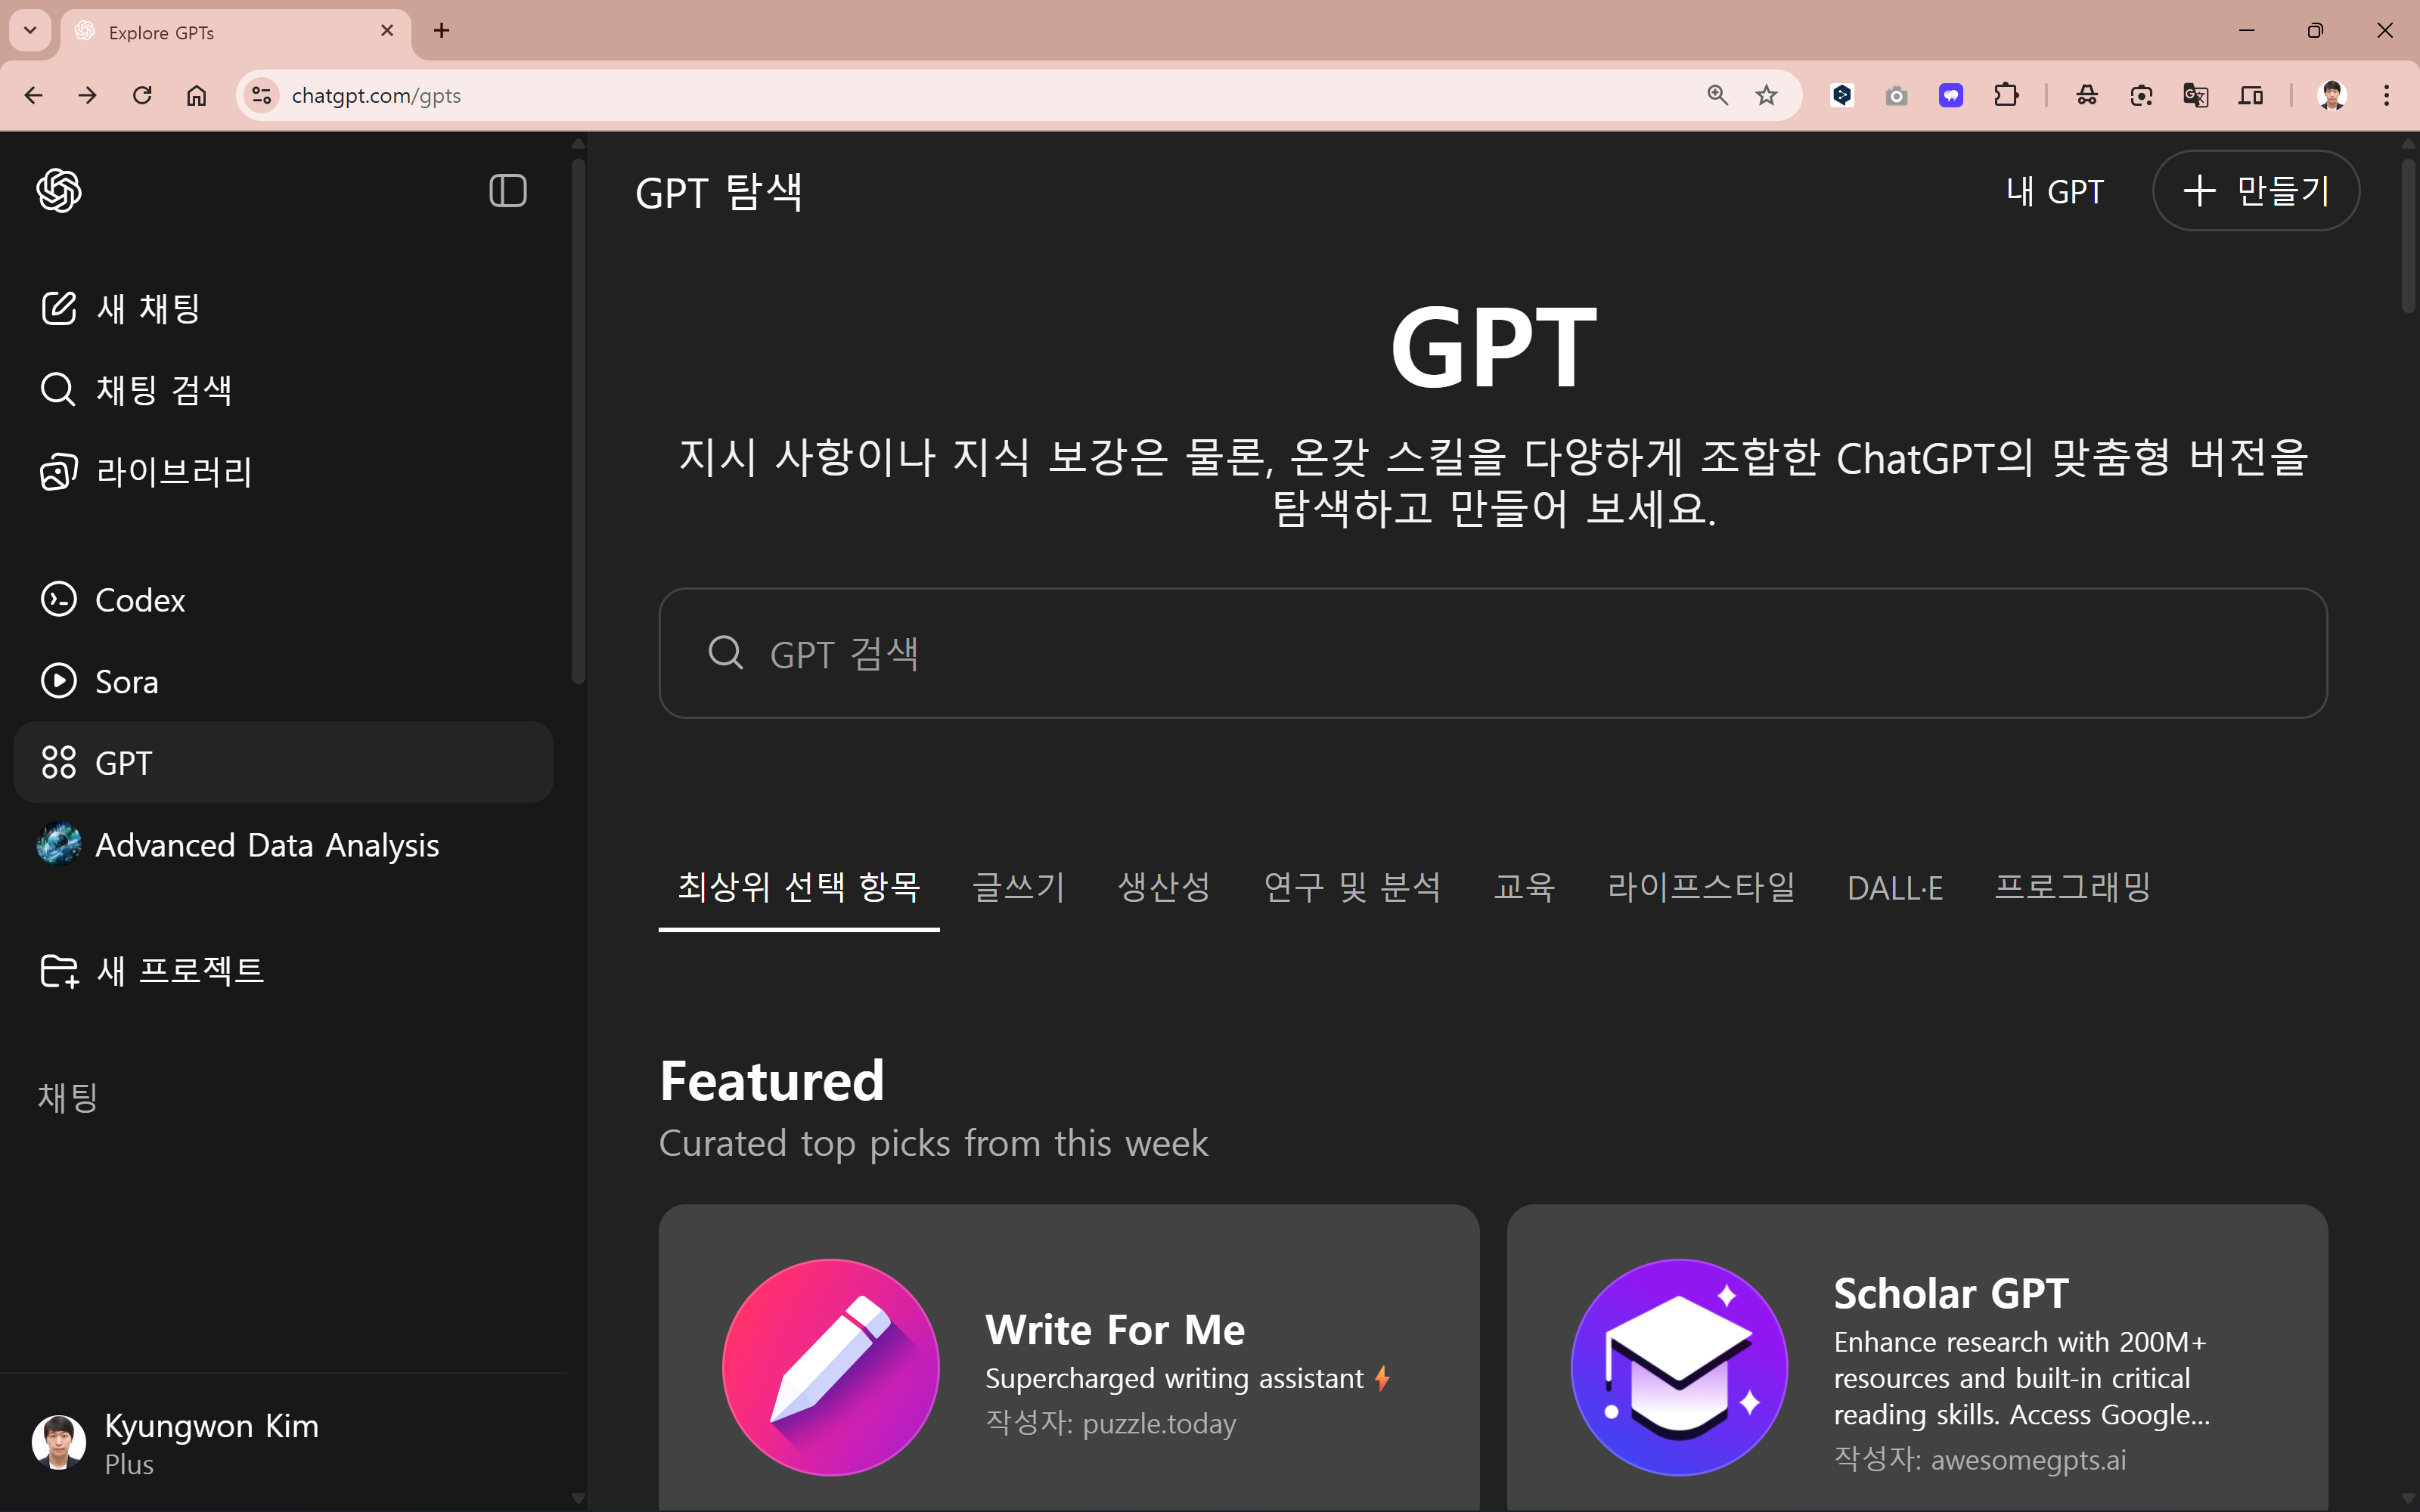 Explore GPTs
chatgpt.com/gpts
새 채팅
채팅 검색
라이브러리
Codex
Sora
GPT
Advanced Data Analysis
새 프로젝트
채팅
Kyungwon Kim
Plus
GPT 탐색
내 GPT
만들기
GPT
지시 사항이나 지식 보강은 물론, 온갖 스킬을 다양하게 조합한 ChatGPT의 맞춤형 버전을
탐색하고 만들어 보세요.
GPT 검색
최상위 선택 항목 글쓰기 생산성 연구 및 분석 교육 라이프스타일 DALL·E 프로그래밍
Featured
Curated top picks from this week
Write For Me
Supercharged writing assistant
작성자: puzzle.today
Scholar GPT
Enhance research with 200M+
resources and built-in critical
reading skills. Access Google...
작성자: awesomegpts.ai